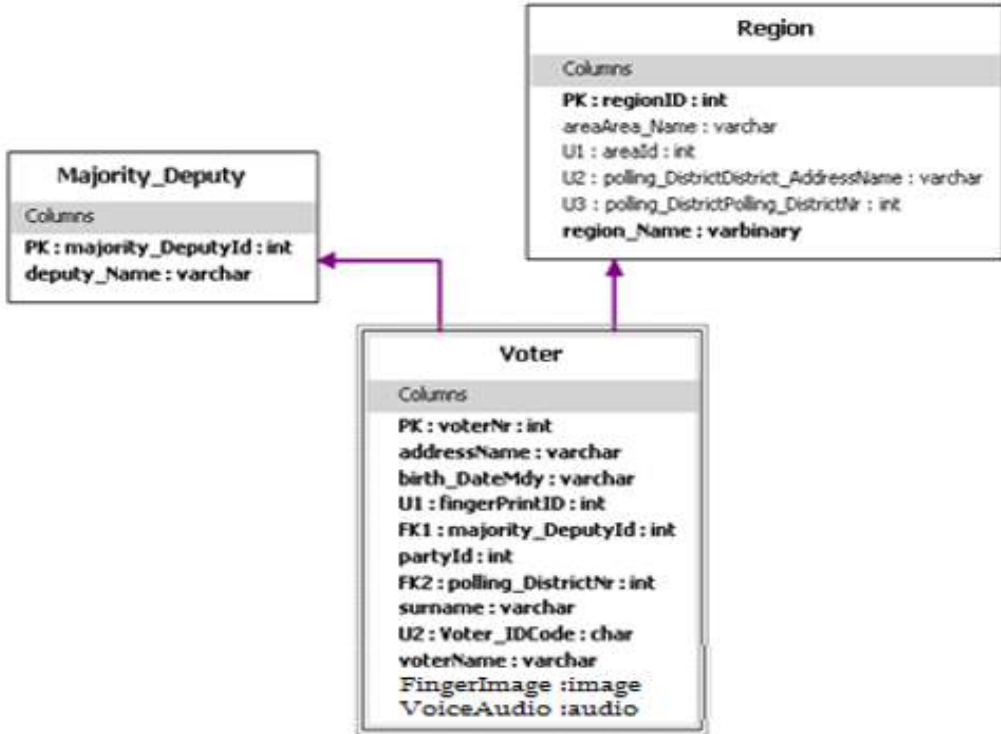 Region
Columns
PK : regionID : int
areaArea_Name : varchar
U1 : areaId : int
U2 : polling_DistrictDistrict_AddressName : varchar
U3 : polling_DistrictPolling_DistrictNr : int
region_Name : varbinary
Majority_Deputy
Columns
PK : majority_DeputyId : int
deputy_Name : varchar
Voter
Columns
PK : voterNr : int
addressName : varchar
birth_DateMdy : varchar
U1 : fingerPrintID : int
FK1 : majority_DeputyId : int
partyId : int
FK2 : polling_DistrictNr : int
surname : varchar
U2 : Voter_IDCode : char
voterName : varchar
FingerImage :image
VoiceAudio :audio